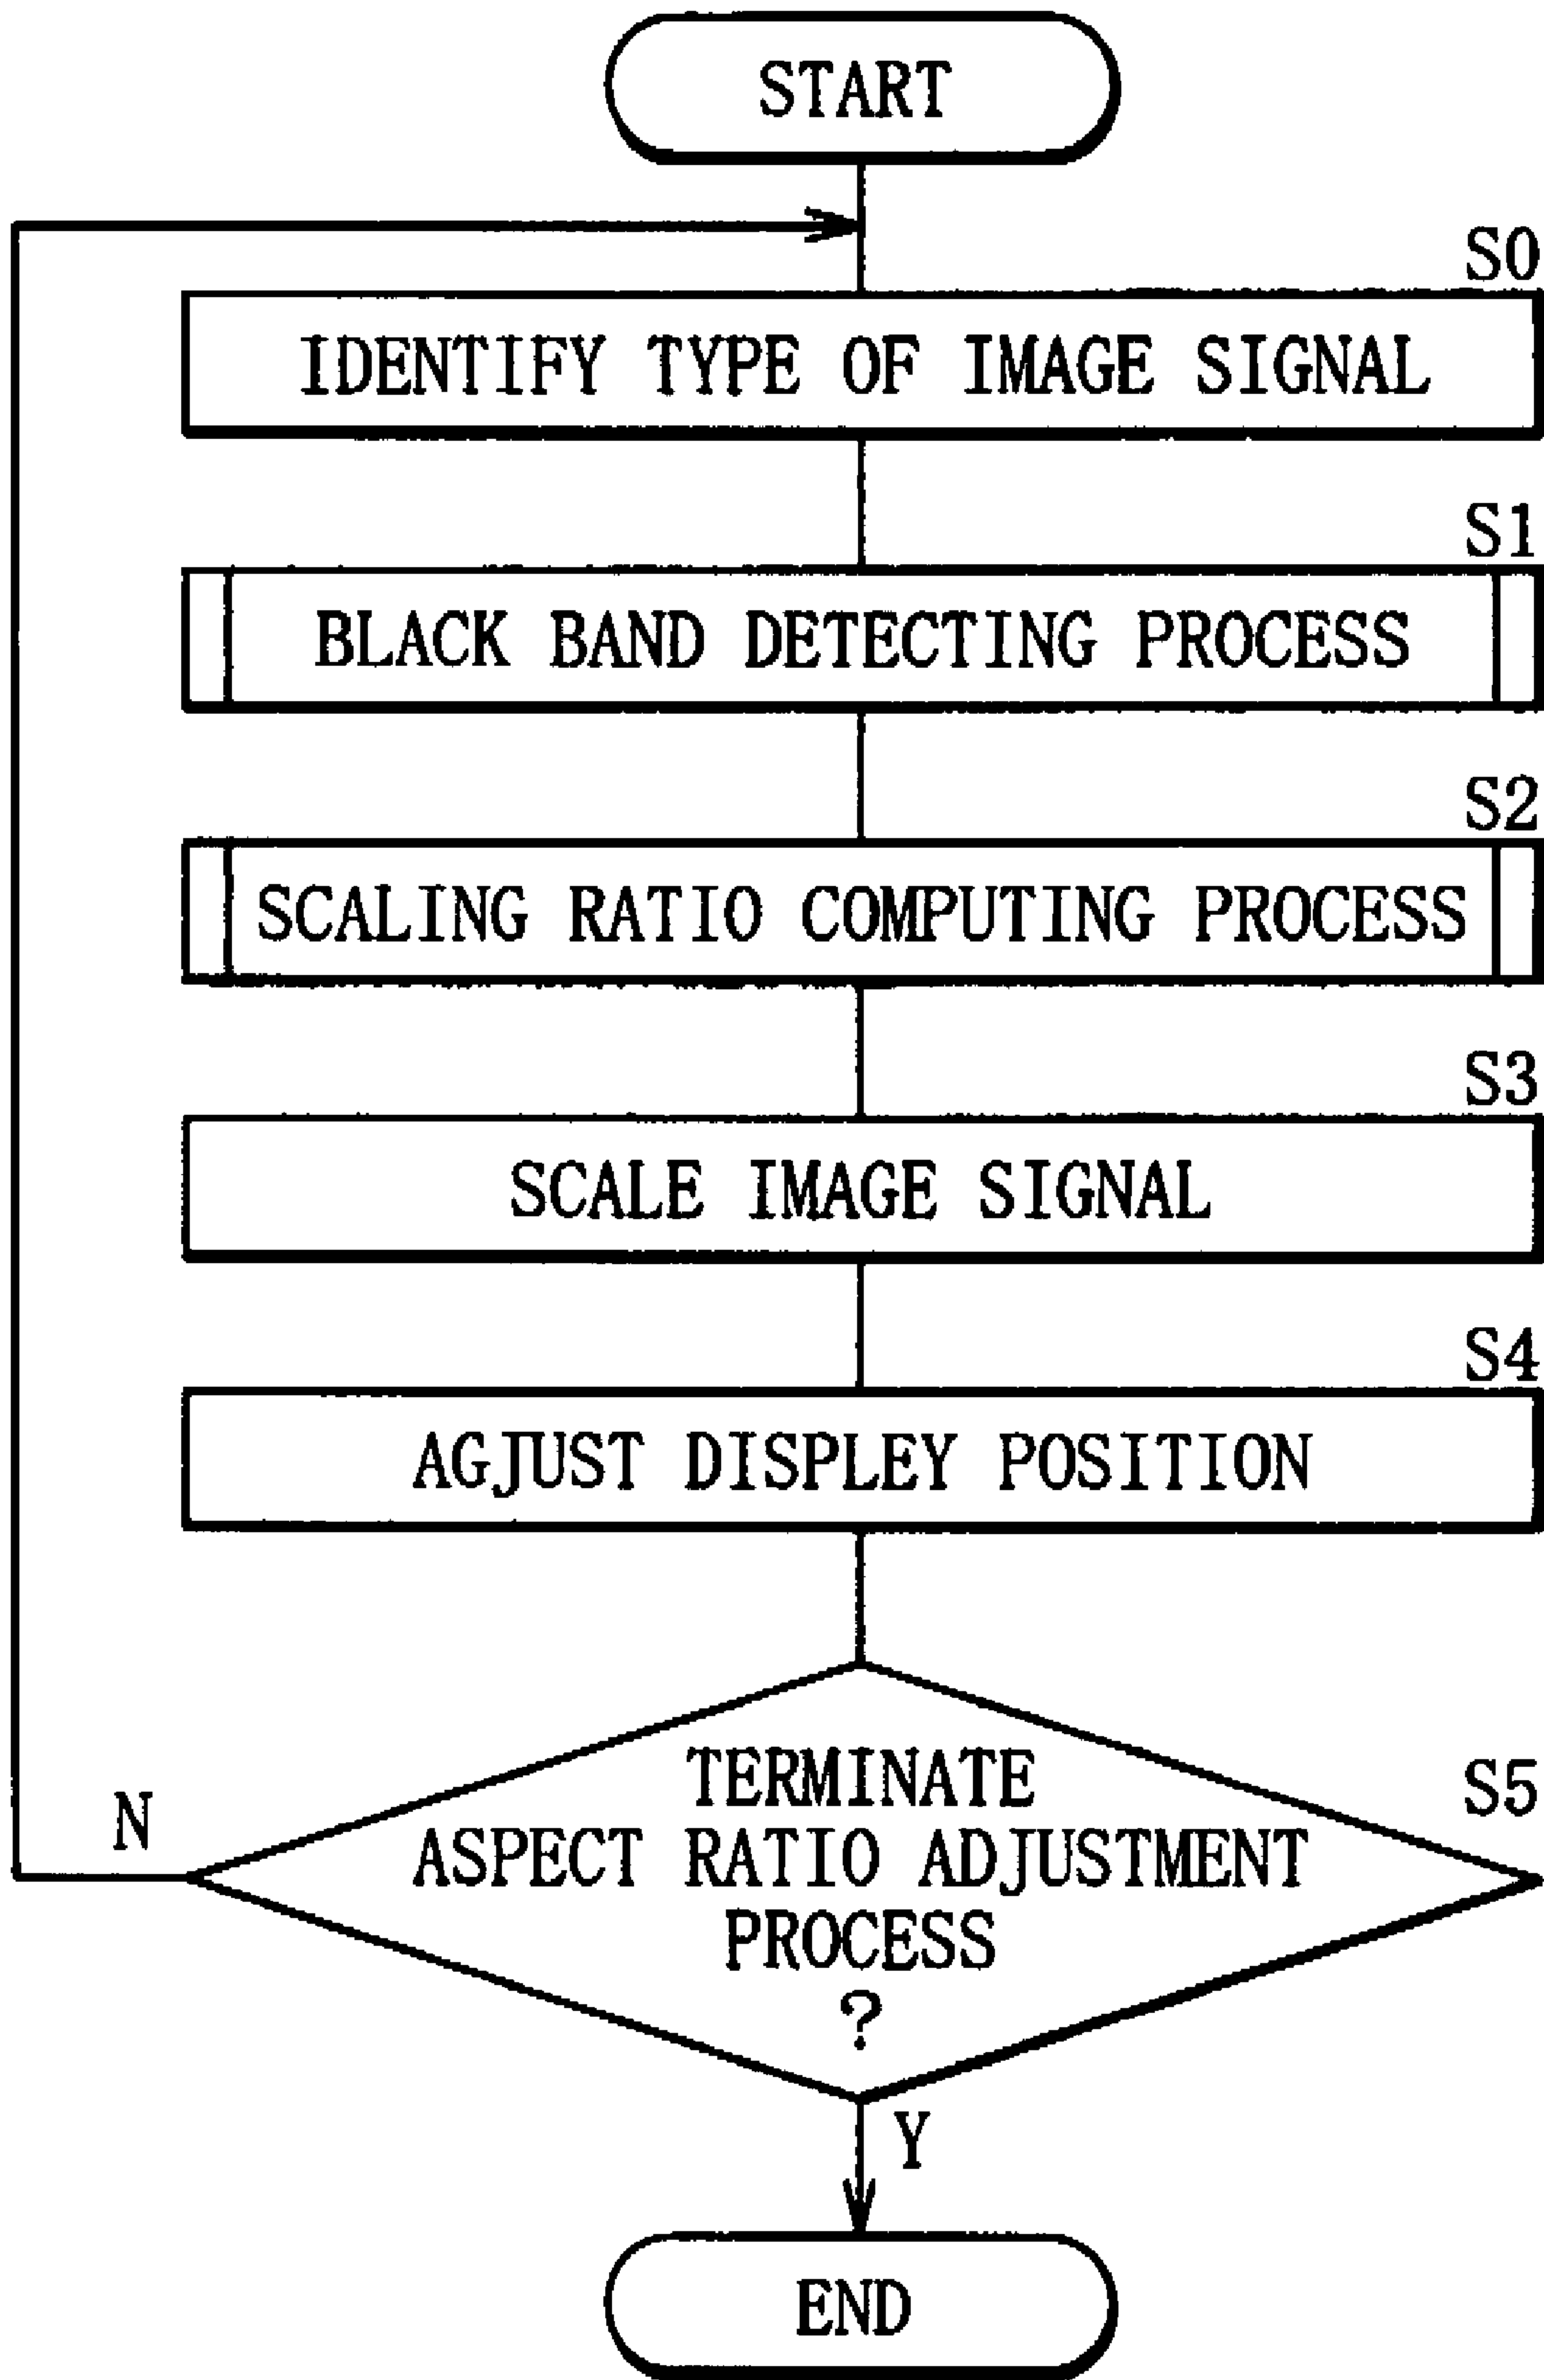 START
S0
IDENTIFY TYPE OF IMAGE SIGNAL
S1
BLACK BAND DETECTING PROCESS
S2
SCALING RATIO COMPUTING PROCESS
S3
SCALE IMAGE SIGNAL
S4
AGJUST DISPLEY POSITION
S5
TERMINATE
ASPECT RATIO ADJUSTMENT
PROCESS
?
N
Y
END